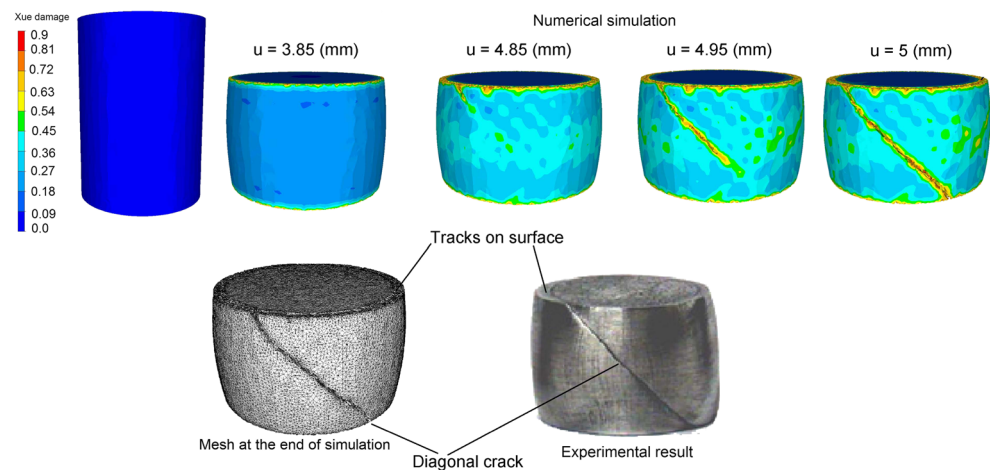 Xue damage
0.9
0.81
0.72
0.63
0.54
0.45
0.36
0.27
0.18
0.09
0.0
Numerical simulation
u = 3.85 (mm)
u = 4.85 (mm)
u = 4.95 (mm)
u = 5 (mm)
Tracks on surface
Mesh at the end of simulation
Diagonal crack
Experimental result